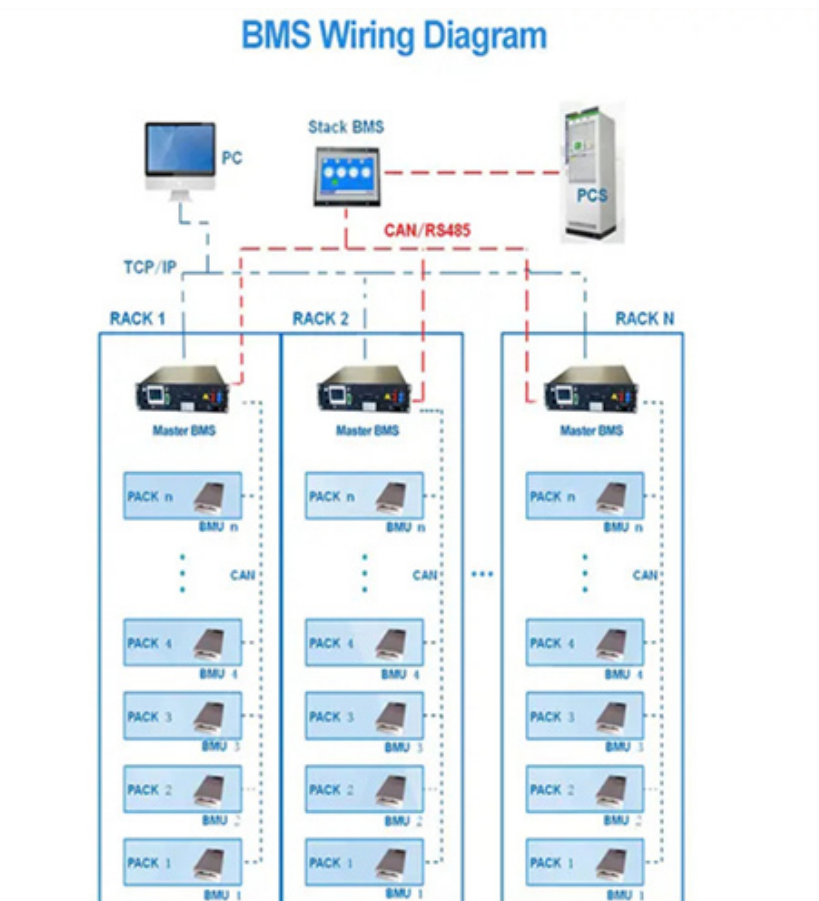 BMS Wiring Diagram
PC
Stack BMS
PCS
CAN/RS485
TCP/IP
RACK 1
RACK 2
RACK N
Master BMS
Master BMS
Master BMS
PACK n
BMU n
PACK n
BMU n
PACK n
BMU n
CAN
CAN
CAN
PACK 4
BMU 4
PACK 4
BMU 4
PACK 4
BMU 4
PACK 3
BMU 3
PACK 3
BMU 3
PACK 3
BMU 3
PACK 2
BMU 2
PACK 2
BMU 2
PACK 2
BMU 2
PACK 1
BMU 1
PACK 1
BMU 1
PACK 1
BMU 1